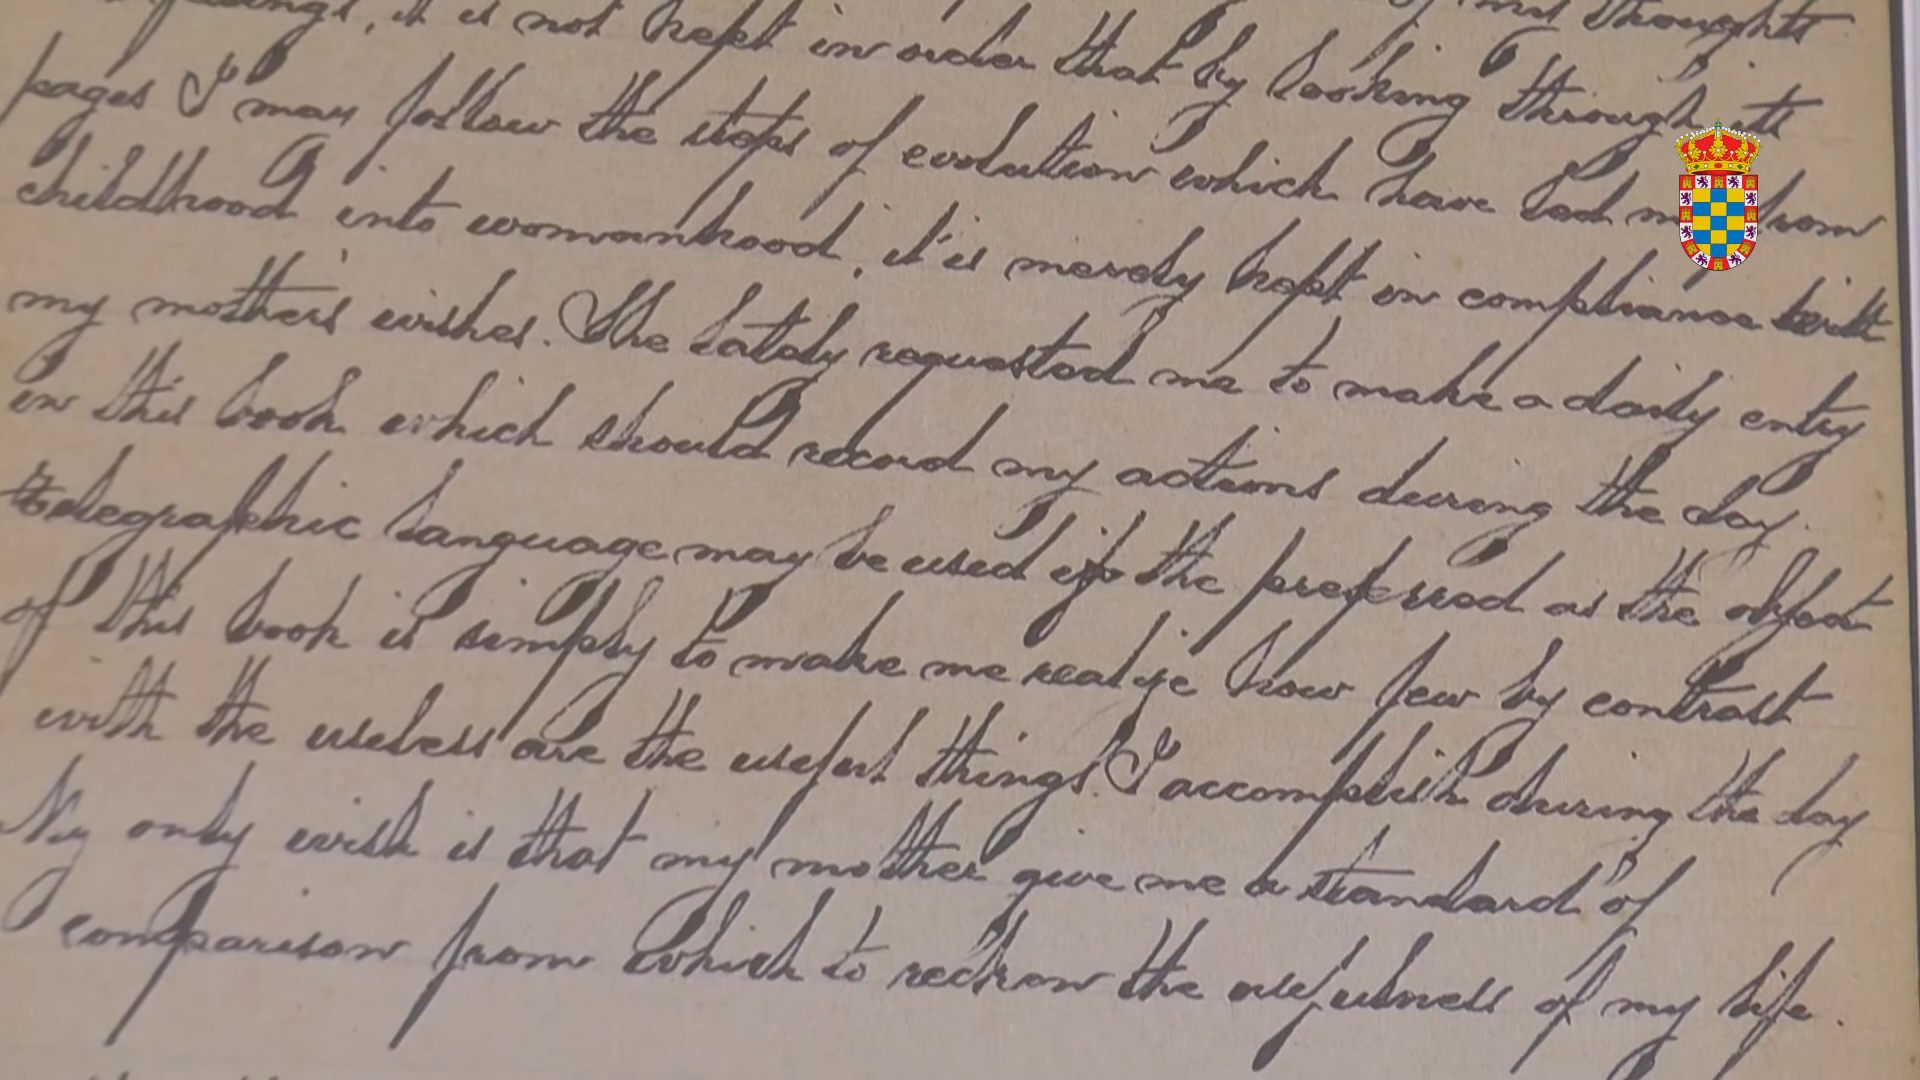 my thoughts
it is not kept in order that by looking through its
pages I may follow the steps of evolution which have led me from
childhood into womanhood, it is merely kept in compliance with
my mother's wishes. She lately requested me to make a daily entry
in this book which should record my actions during the day.
telegraphic language may be used if the preferred as the object
of this book is simply to make me realize how few by contrast
with the useless are the useful things I accomplish during the day
My only wish is that my mother give me a standard of
comparison from which to reckon the usefulness of my life.